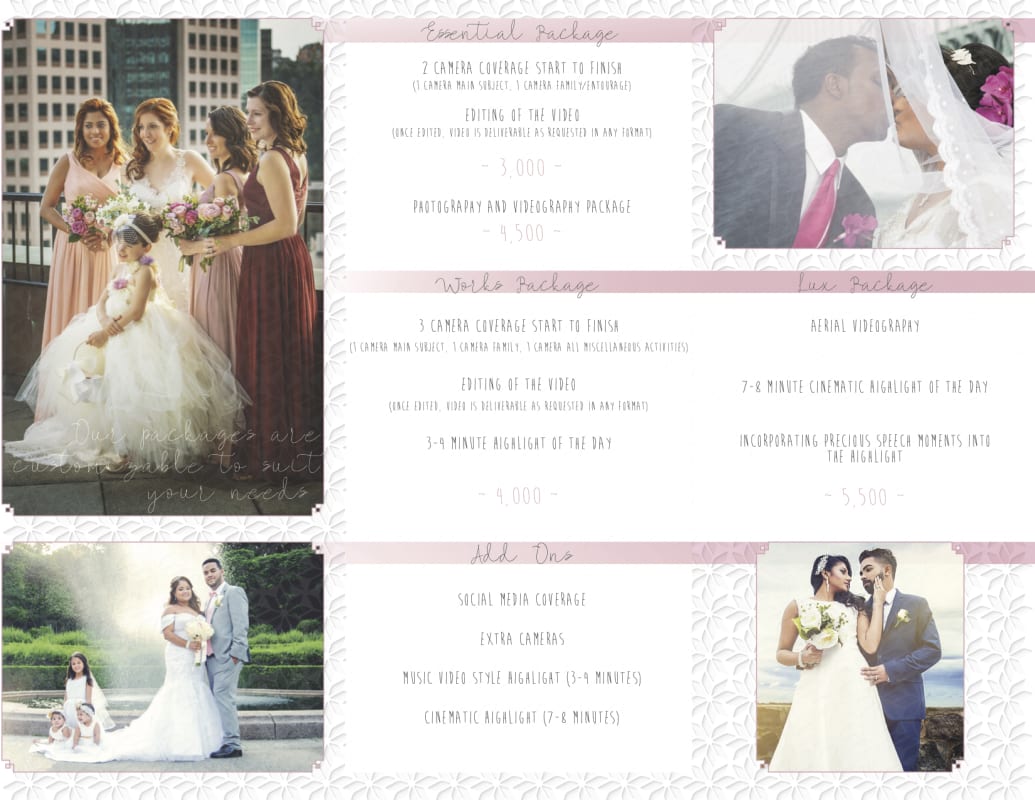 Essential Package
2 CAMERA COVERAGE START TO FINISH
(1 CAMERA MAIN SUBJECT, 1 CAMERA FAMILY/ENTOURAGE)
EDITING OF THE VIDEO
(ONCE EDITED, VIDEO IS DELIVERABLE AS REQUESTED IN ANY FORMAT)
~ 3,000 ~
PHOTOGRAPHY AND VIDEOGRAPHY PACKAGE
~ 4,500 ~
Our packages are
customizable to suit
your needs
Works Package
3 CAMERA COVERAGE START TO FINISH
(1 CAMERA MAIN SUBJECT, 1 CAMERA FAMILY, 1 CAMERA ALL MISCELLANEOUS ACTIVITIES)
EDITING OF THE VIDEO
(ONCE EDITED, VIDEO IS DELIVERABLE AS REQUESTED IN ANY FORMAT)
3-4 MINUTE HIGHLIGHT OF THE DAY
~ 4,000 ~
Lux Package
AERIAL VIDEOGRAPHY
7-8 MINUTE CINEMATIC HIGHLIGHT OF THE DAY
INCORPORATING PRECIOUS SPEECH MOMENTS INTO
THE HIGHLIGHT
~ 5,500 ~
Add Ons
SOCIAL MEDIA COVERAGE
EXTRA CAMERAS
MUSIC VIDEO STYLE HIGHLIGHT (3-4 MINUTES)
CINEMATIC HIGHLIGHT (7-8 MINUTES)